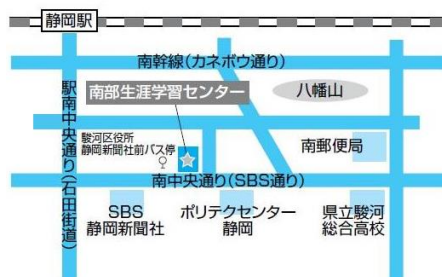 静岡駅
南幹線(カネボウ通り)
南部生涯学習センター
八幡山
駅南中央通り(石田街道)
駿河区役所
静岡新聞社前バス停
南郵便局
南中央通り(SBS通り)
SBS
静岡新聞社
ポリテクセンター
静岡
県立駿河
総合高校